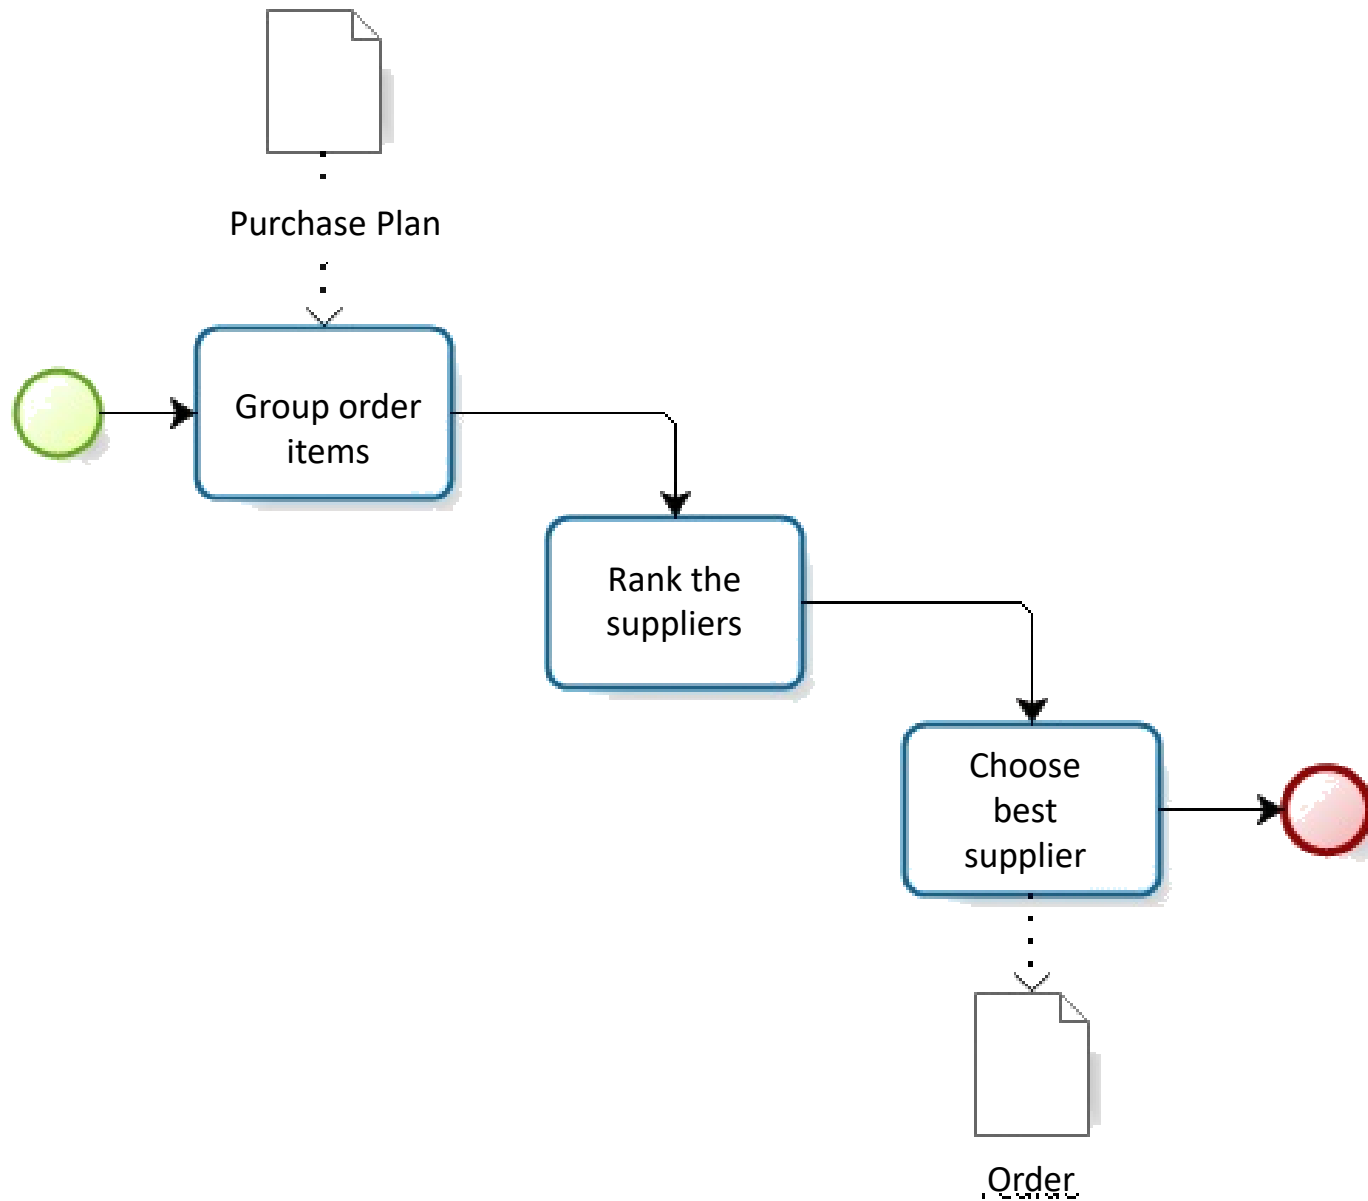 Purchase Plan
Group order
items
Rank the
suppliers
Choose
best
supplier
Order